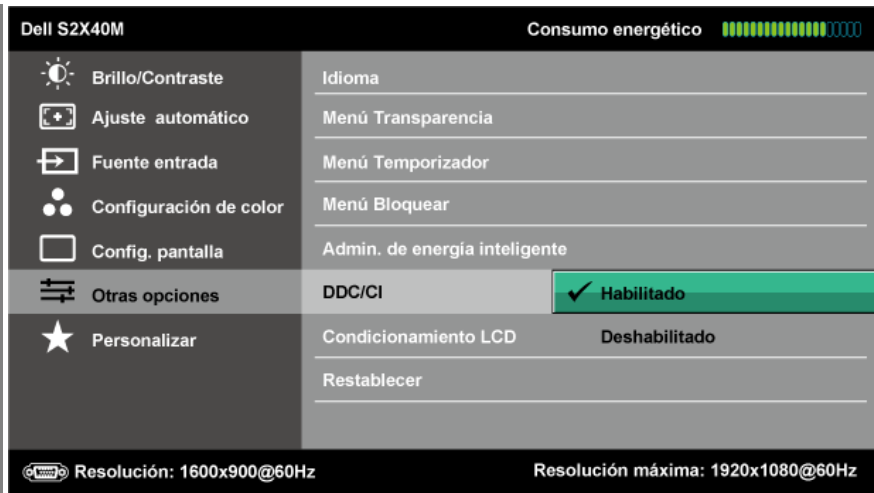 Dell S2X40M
Consumo energético
Brillo/Contraste
Ajuste automático
Fuente entrada
Configuración de color
Config. pantalla
Otras opciones
Personalizar
Idioma
Menú Transparencia
Menú Temporizador
Menú Bloquear
Admin. de energía inteligente
DDC/CI
Habilitado
Condicionamiento LCD
Deshabilitado
Restablecer
Resolución: 1600x900@60Hz
Resolución máxima: 1920x1080@60Hz